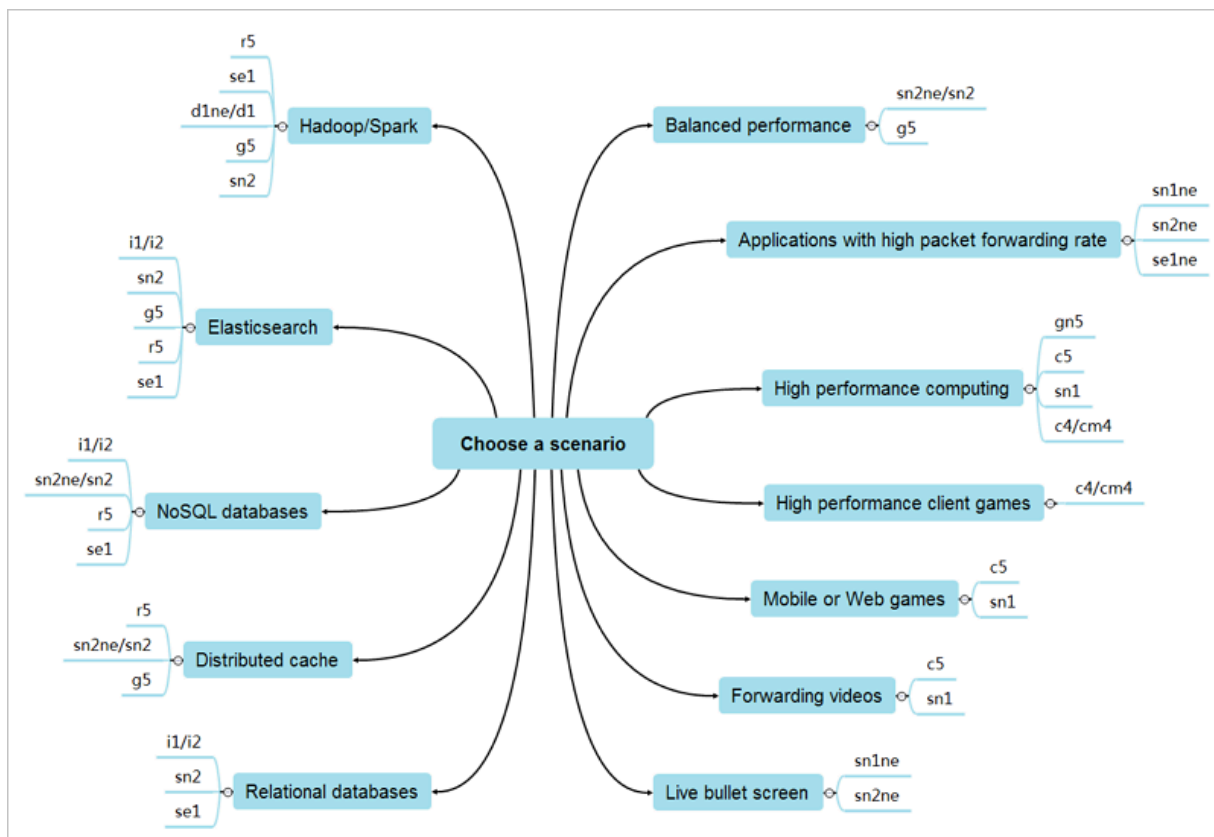 r5
se1
d1ne/d1
g5
sn2
Hadoop/Spark
i1/i2
sn2
g5
r5
se1
Elasticsearch
i1/i2
sn2ne/sn2
r5
se1
NoSQL databases
r5
sn2ne/sn2
g5
Distributed cache
i1/i2
sn2
se1
Relational databases
Choose a scenario
Balanced performance
sn2ne/sn2
g5
Applications with high packet forwarding rate
sn1ne
sn2ne
se1ne
High performance computing
gn5
c5
sn1
c4/cm4
High performance client games
c4/cm4
Mobile or Web games
c5
sn1
Forwarding videos
c5
sn1
Live bullet screen
sn1ne
sn2ne